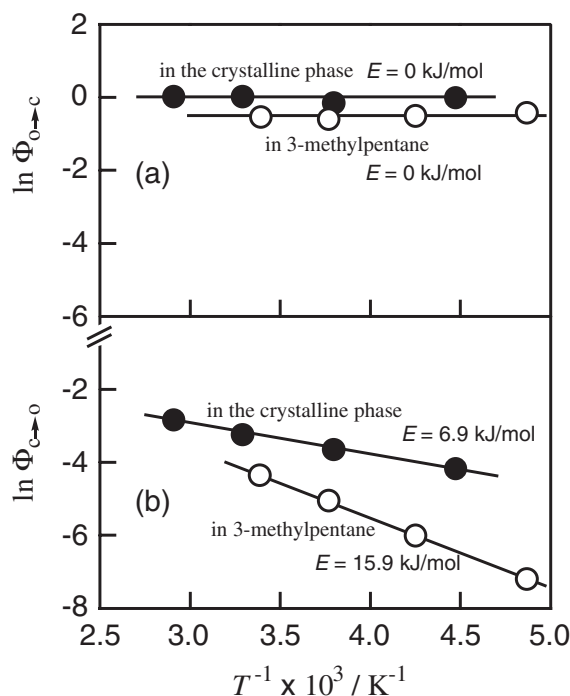 2
in the crystalline phase E = 0 kJ/mol
0
in 3-methylpentane
ln Φo→c
-2
(a)
E = 0 kJ/mol
-4
-6
-2
in the crystalline phase
E = 6.9 kJ/mol
ln Φc→o
-4
(b)
in 3-methylpentane
-6
E = 15.9 kJ/mol
-8
2.5 3.0 3.5 4.0 4.5 5.0
T⁻¹ x 10³ / K⁻¹